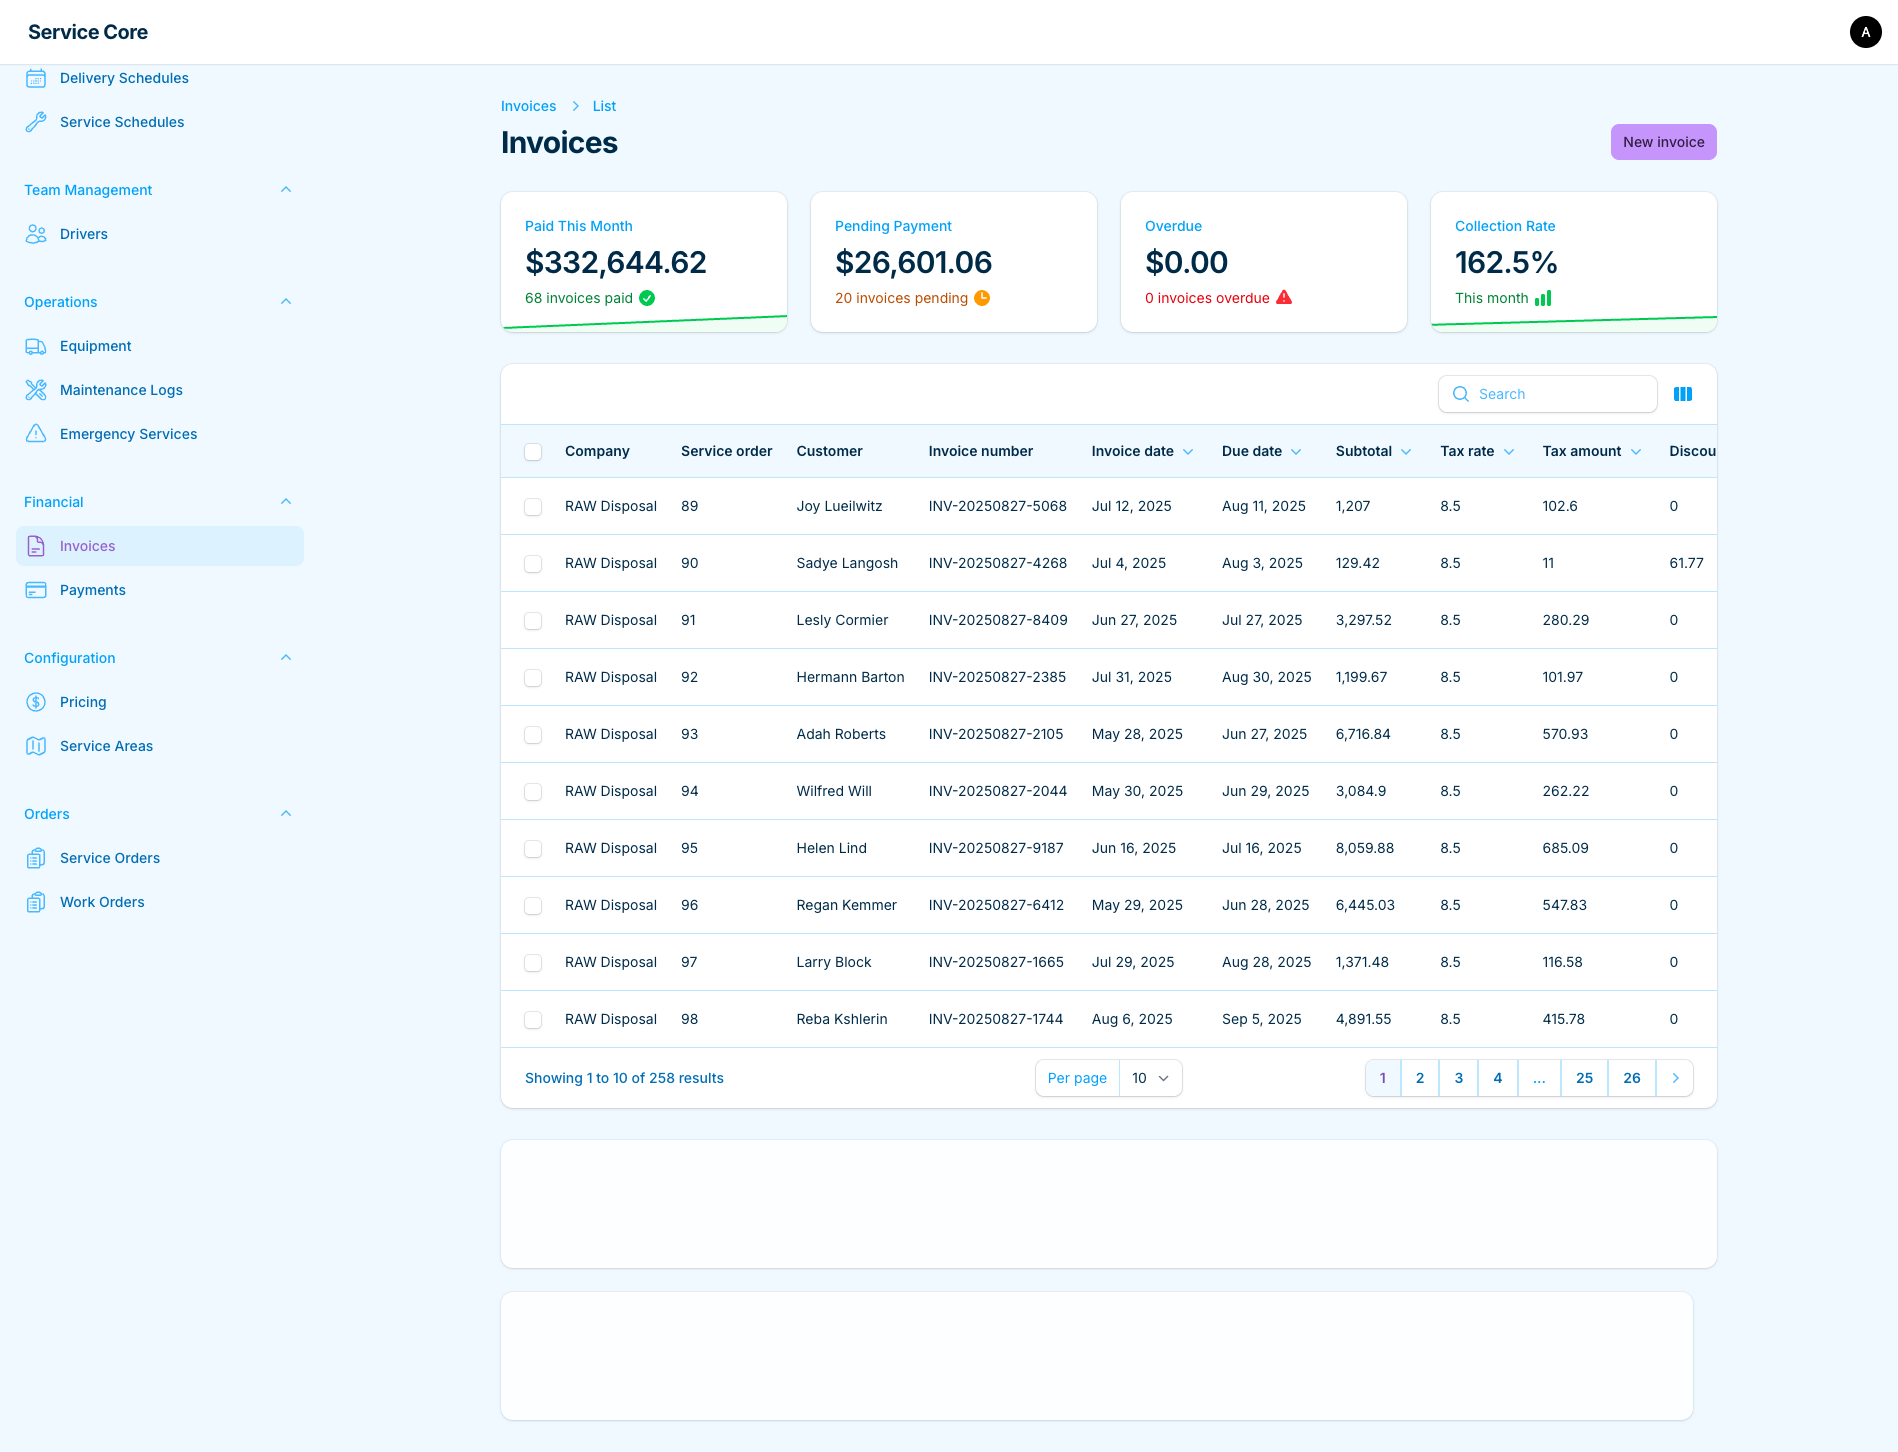 Service Core
A
Delivery Schedules
Service Schedules
Team Management
Drivers
Operations
Equipment
Maintenance Logs
Emergency Services
Financial
Invoices
Payments
Configuration
Pricing
Service Areas
Orders
Service Orders
Work Orders
Invoices > List
Invoices
New invoice
Paid This Month
$332,644.62
68 invoices paid
Pending Payment
$26,601.06
20 invoices pending
Overdue
$0.00
0 invoices overdue
Collection Rate
162.5%
This month
Search
Company Service order Customer Invoice number Invoice date Due date Subtotal Tax rate Tax amount Discou
RAW Disposal 89 Joy Lueilwitz INV-20250827-5068 Jul 12, 2025 Aug 11, 2025 1,207 8.5 102.6 0
RAW Disposal 90 Sadye Langosh INV-20250827-4268 Jul 4, 2025 Aug 3, 2025 129.42 8.5 11 61.77
RAW Disposal 91 Lesly Cormier INV-20250827-8409 Jun 27, 2025 Jul 27, 2025 3,297.52 8.5 280.29 0
RAW Disposal 92 Hermann Barton INV-20250827-2385 Jul 31, 2025 Aug 30, 2025 1,199.67 8.5 101.97 0
RAW Disposal 93 Adah Roberts INV-20250827-2105 May 28, 2025 Jun 27, 2025 6,716.84 8.5 570.93 0
RAW Disposal 94 Wilfred Will INV-20250827-2044 May 30, 2025 Jun 29, 2025 3,084.9 8.5 262.22 0
RAW Disposal 95 Helen Lind INV-20250827-9187 Jun 16, 2025 Jul 16, 2025 8,059.88 8.5 685.09 0
RAW Disposal 96 Regan Kemmer INV-20250827-6412 May 29, 2025 Jun 28, 2025 6,445.03 8.5 547.83 0
RAW Disposal 97 Larry Block INV-20250827-1665 Jul 29, 2025 Aug 28, 2025 1,371.48 8.5 116.58 0
RAW Disposal 98 Reba Kshlerin INV-20250827-1744 Aug 6, 2025 Sep 5, 2025 4,891.55 8.5 415.78 0
Showing 1 to 10 of 258 results
Per page 10
1 2 3 4 ... 25 26